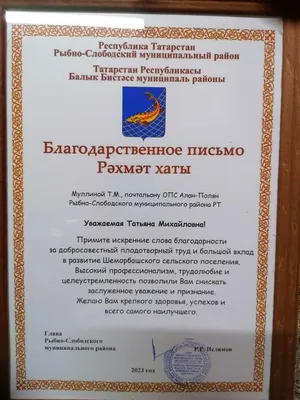 Республика Татарстан
Рыбно-Слободский муниципальный район
Татарстан Республикасы
Балык Бистәсе муниципаль районы
Благодарственное письмо
Рәхмәт хаты
Муллиной Т.М., почтальону ОПС Алан-Полян
Рыбно-Слободского муниципального района РТ
Уважаемая Татьяна Михайловна!
Примите искренние слова благодарности
за добросовестный плодотворный труд и большой вклад
в развитие Шеморбашского сельского поселения.
Высокий профессионализм, трудолюбие и
целеустремленность позволили Вам снискать
заслуженное уважение и признание.
Желаю Вам крепкого здоровья, успехов и
всего самого наилучшего.
Глава
Рыбно-Слободского
муниципального района
Р.Р. Исланов
2023 год